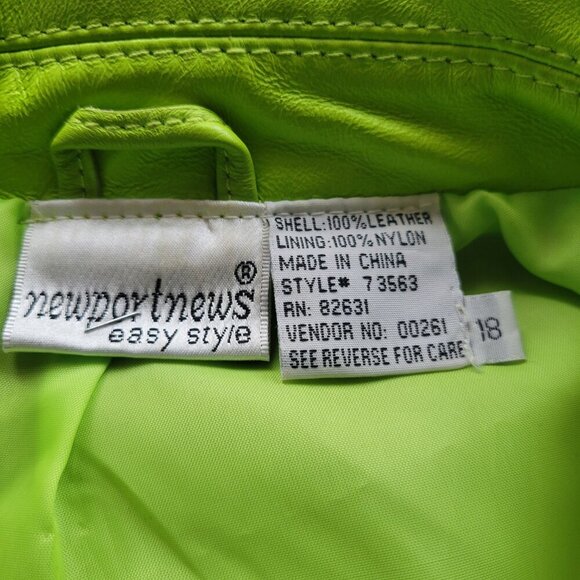 newportnews®
easy style
SHELL:100%LEATHER
LINING:100%NYLON
MADE IN CHINA
STYLE# 73563
RN: 82631
VENDOR NO: 00261
SEE REVERSE FOR CARE
18